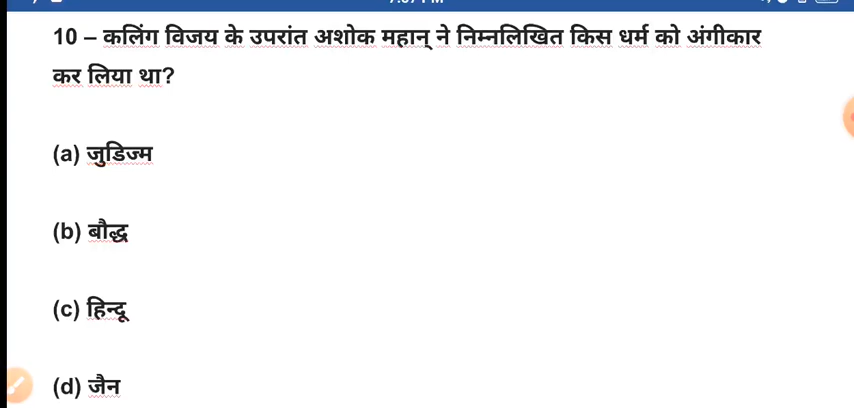 10 – कलिंग विजय के उपरांत अशोक महान् ने निम्नलिखित किस धर्म को अंगीकार
कर लिया था?
(a) जुडिज्म
(b) बौद्ध
(c) हिन्दू
(d) जैन